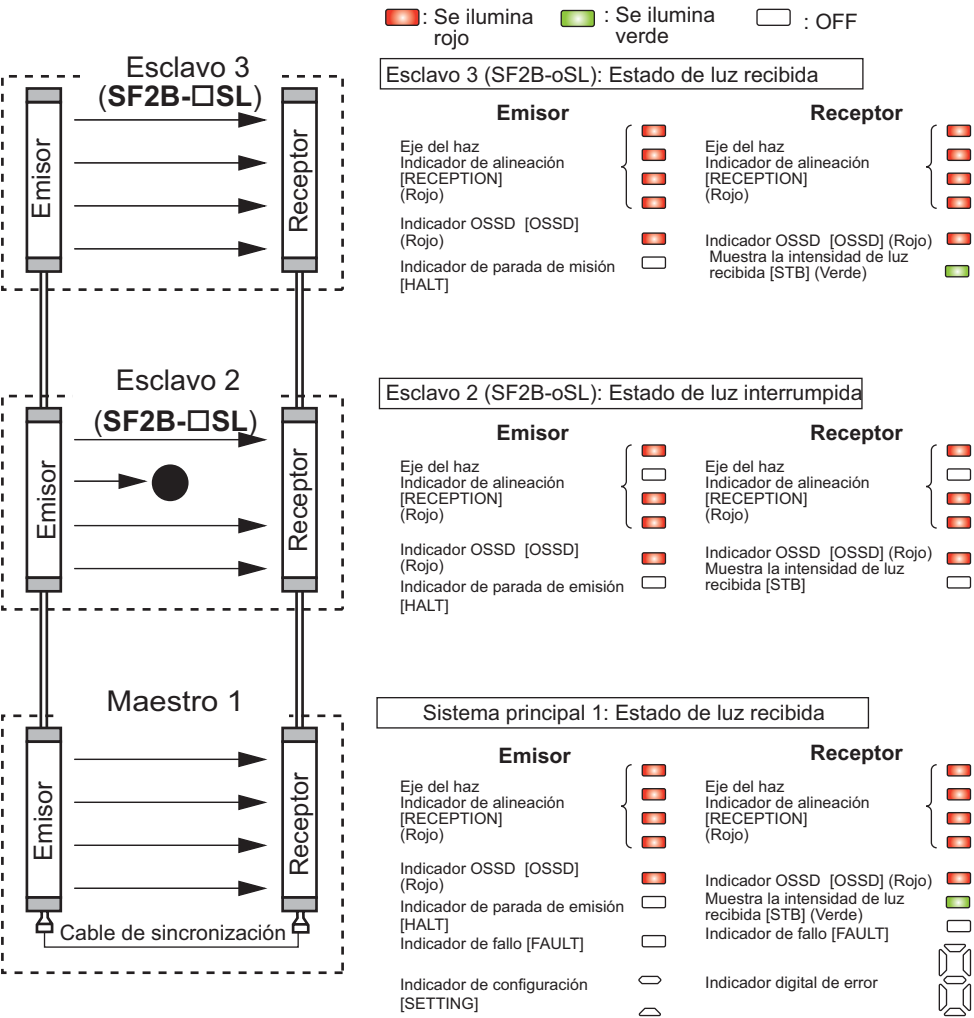 : Se ilumina
rojo
: Se ilumina
verde
: OFF
Esclavo 3
(SF2B-□SL)
Emisor
Receptor
Esclavo 3 (SF2B-oSL): Estado de luz recibida
Emisor
Eje del haz
Indicador de alineación
[RECEPTION]
(Rojo)
Indicador OSSD [OSSD]
(Rojo)
Indicador de parada de misión
[HALT]
Receptor
Eje del haz
Indicador de alineación
[RECEPTION]
(Rojo)
Indicador OSSD [OSSD] (Rojo)
Muestra la intensidad de luz
recibida [STB] (Verde)
Esclavo 2
(SF2B-□SL)
Emisor
Receptor
Esclavo 2 (SF2B-oSL): Estado de luz interrumpida
Emisor
Eje del haz
Indicador de alineación
[RECEPTION]
(Rojo)
Indicador OSSD [OSSD]
(Rojo)
Indicador de parada de emisión
[HALT]
Receptor
Eje del haz
Indicador de alineación
[RECEPTION]
(Rojo)
Indicador OSSD [OSSD] (Rojo)
Muestra la intensidad de luz
recibida [STB]
Maestro 1
Emisor
Receptor
Cable de sincronización
Sistema principal 1: Estado de luz recibida
Emisor
Eje del haz
Indicador de alineación
[RECEPTION]
(Rojo)
Indicador OSSD [OSSD]
(Rojo)
Indicador de parada de emisión
[HALT]
Indicador de fallo [FAULT]
Indicador de configuración
[SETTING]
Receptor
Eje del haz
Indicador de alineación
[RECEPTION]
(Rojo)
Indicador OSSD [OSSD] (Rojo)
Muestra la intensidad de luz
recibida [STB] (Verde)
Indicador de fallo [FAULT]
Indicador digital de error